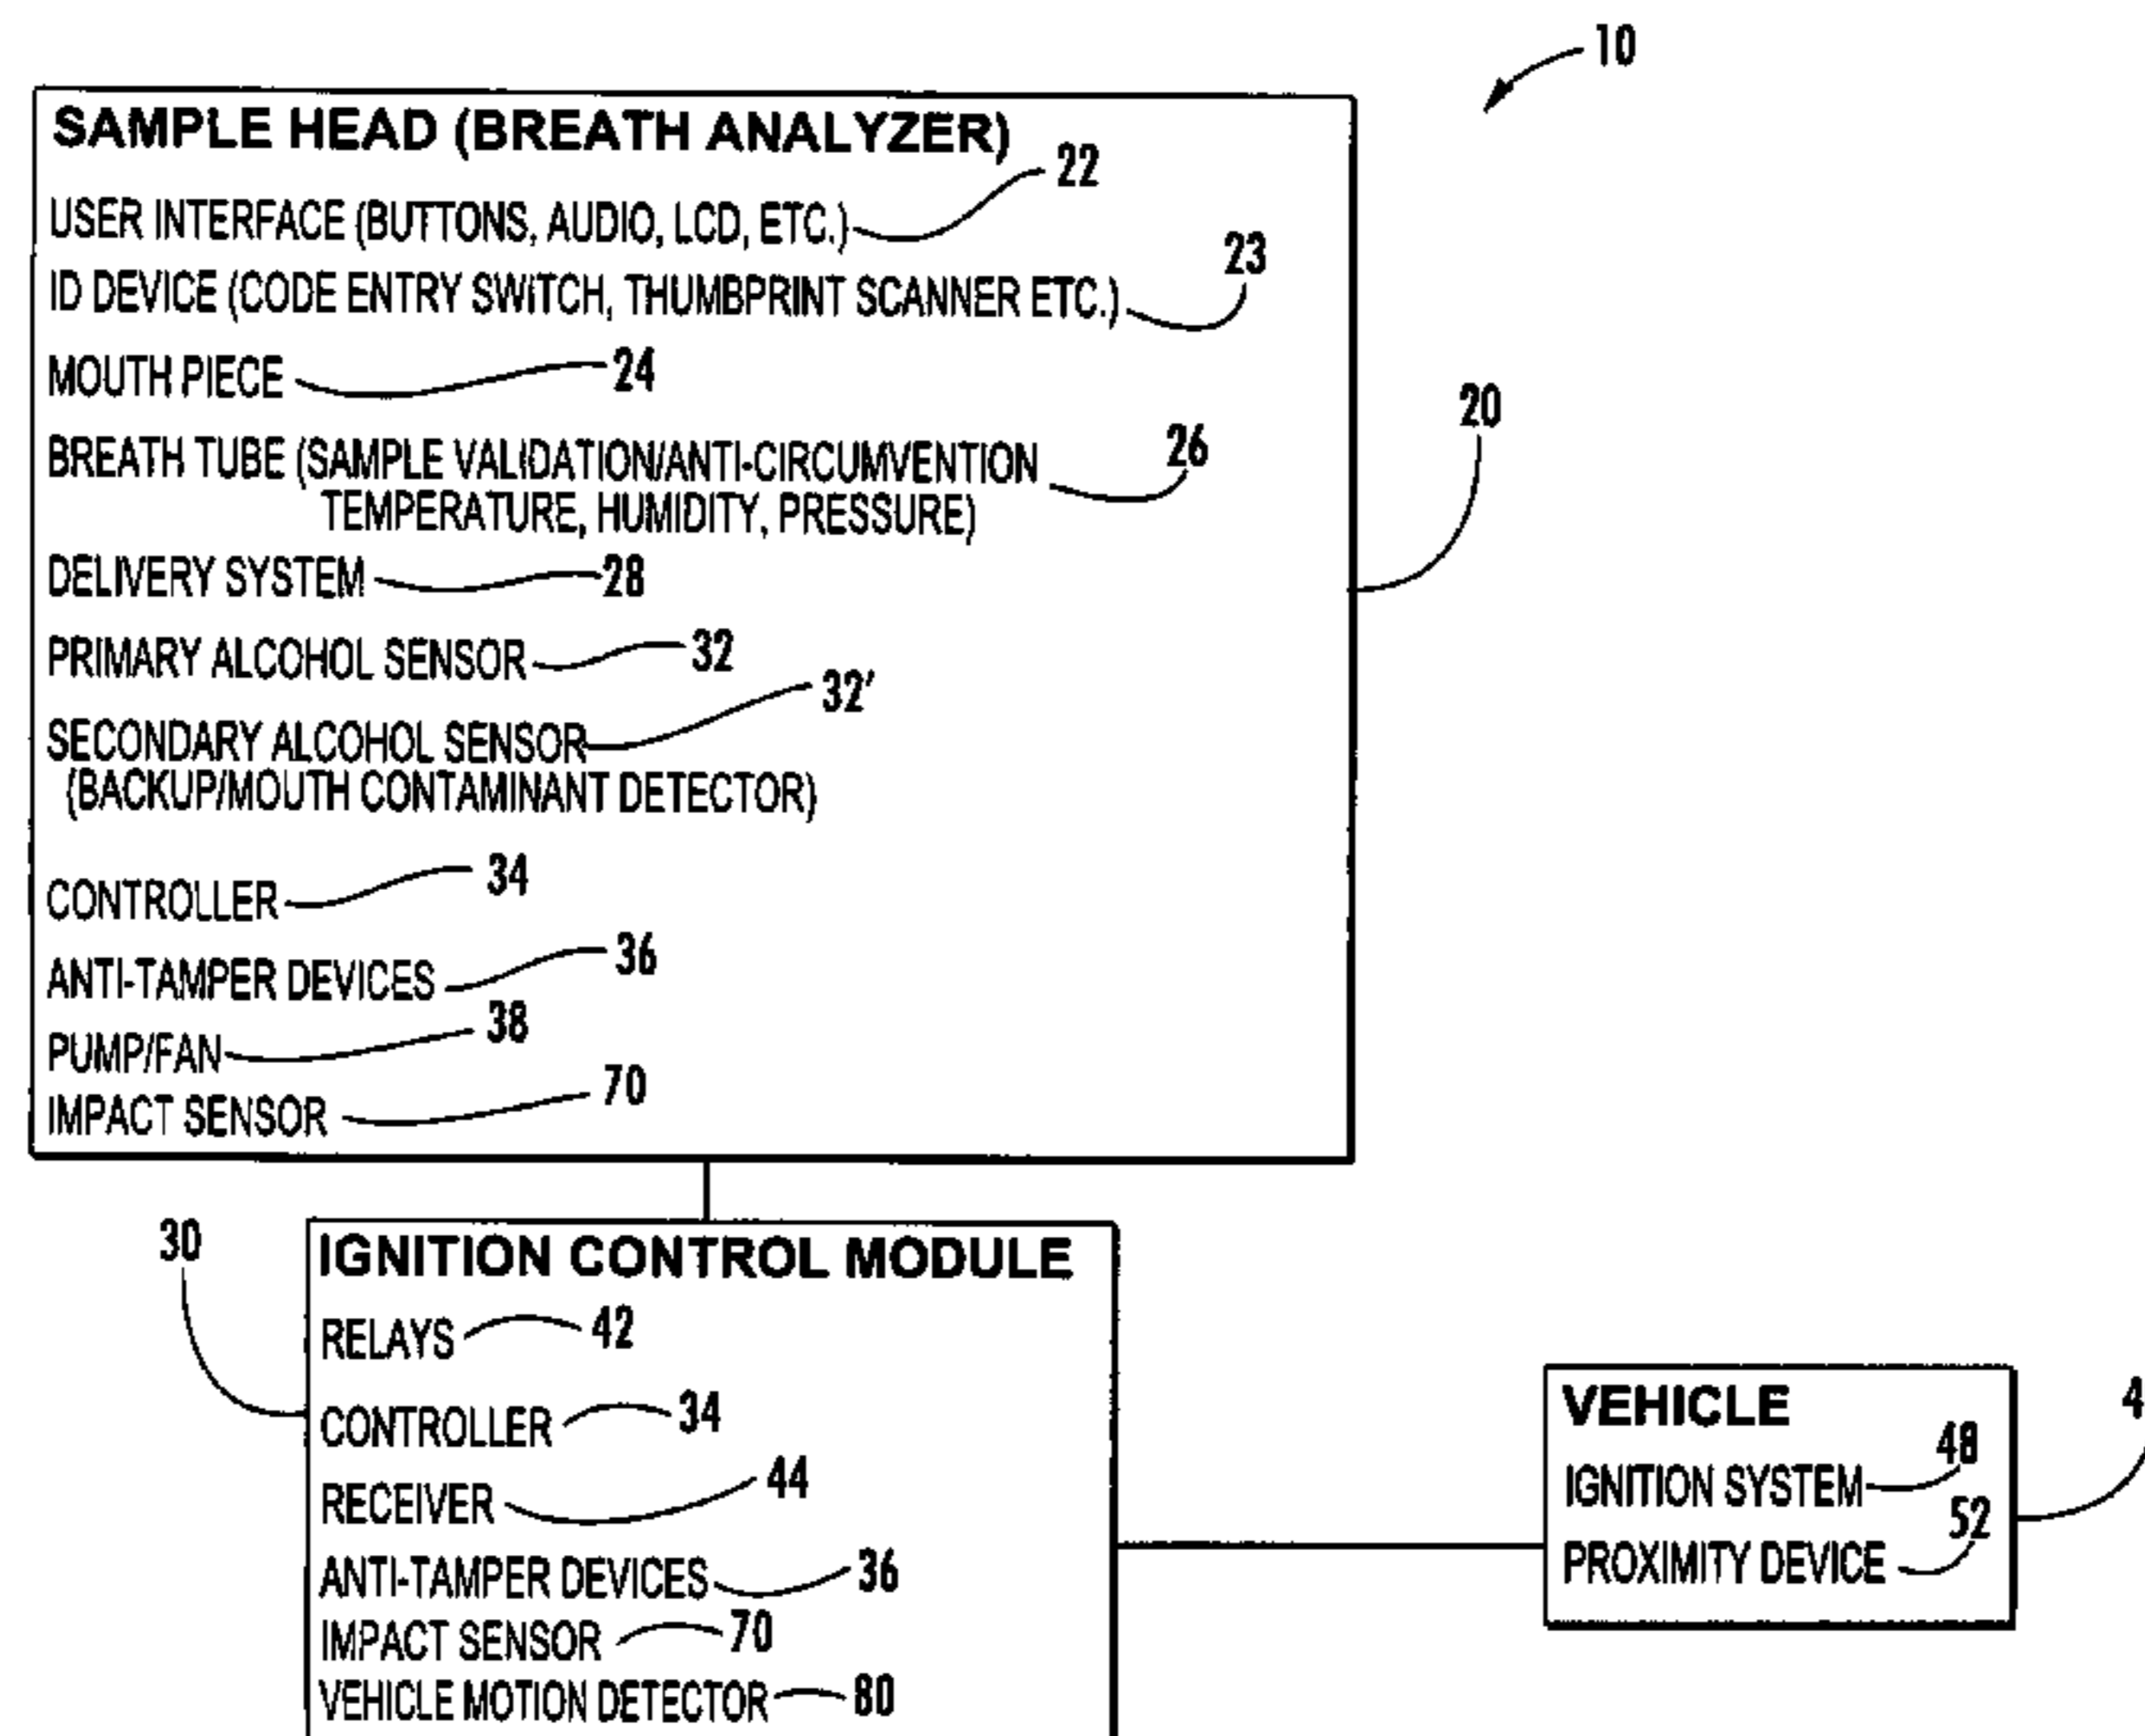 10
SAMPLE HEAD (BREATH ANALYZER)
22
USER INTERFACE (BUTTONS, AUDIO, LCD, ETC.)
23
ID DEVICE (CODE ENTRY SWITCH, THUMBPRINT SCANNER ETC.)
MOUTH PIECE 24
20
BREATH TUBE (SAMPLE VALIDATION/ANTI-CIRCUMVENTION 26
TEMPERATURE, HUMIDITY, PRESSURE)
DELIVERY SYSTEM 28
PRIMARY ALCOHOL SENSOR 32
32'
SECONDARY ALCOHOL SENSOR
(BACKUP/MOUTH CONTAMINANT DETECTOR)
CONTROLLER 34
ANTI-TAMPER DEVICES 36
PUMP/FAN 38
IMPACT SENSOR 70
30
IGNITION CONTROL MODULE
RELAYS 42
CONTROLLER 34
RECEIVER 44
ANTI-TAMPER DEVICES 36
IMPACT SENSOR 70
VEHICLE MOTION DETECTOR 80
VEHICLE
IGNITION SYSTEM 48
PROXIMITY DEVICE 52